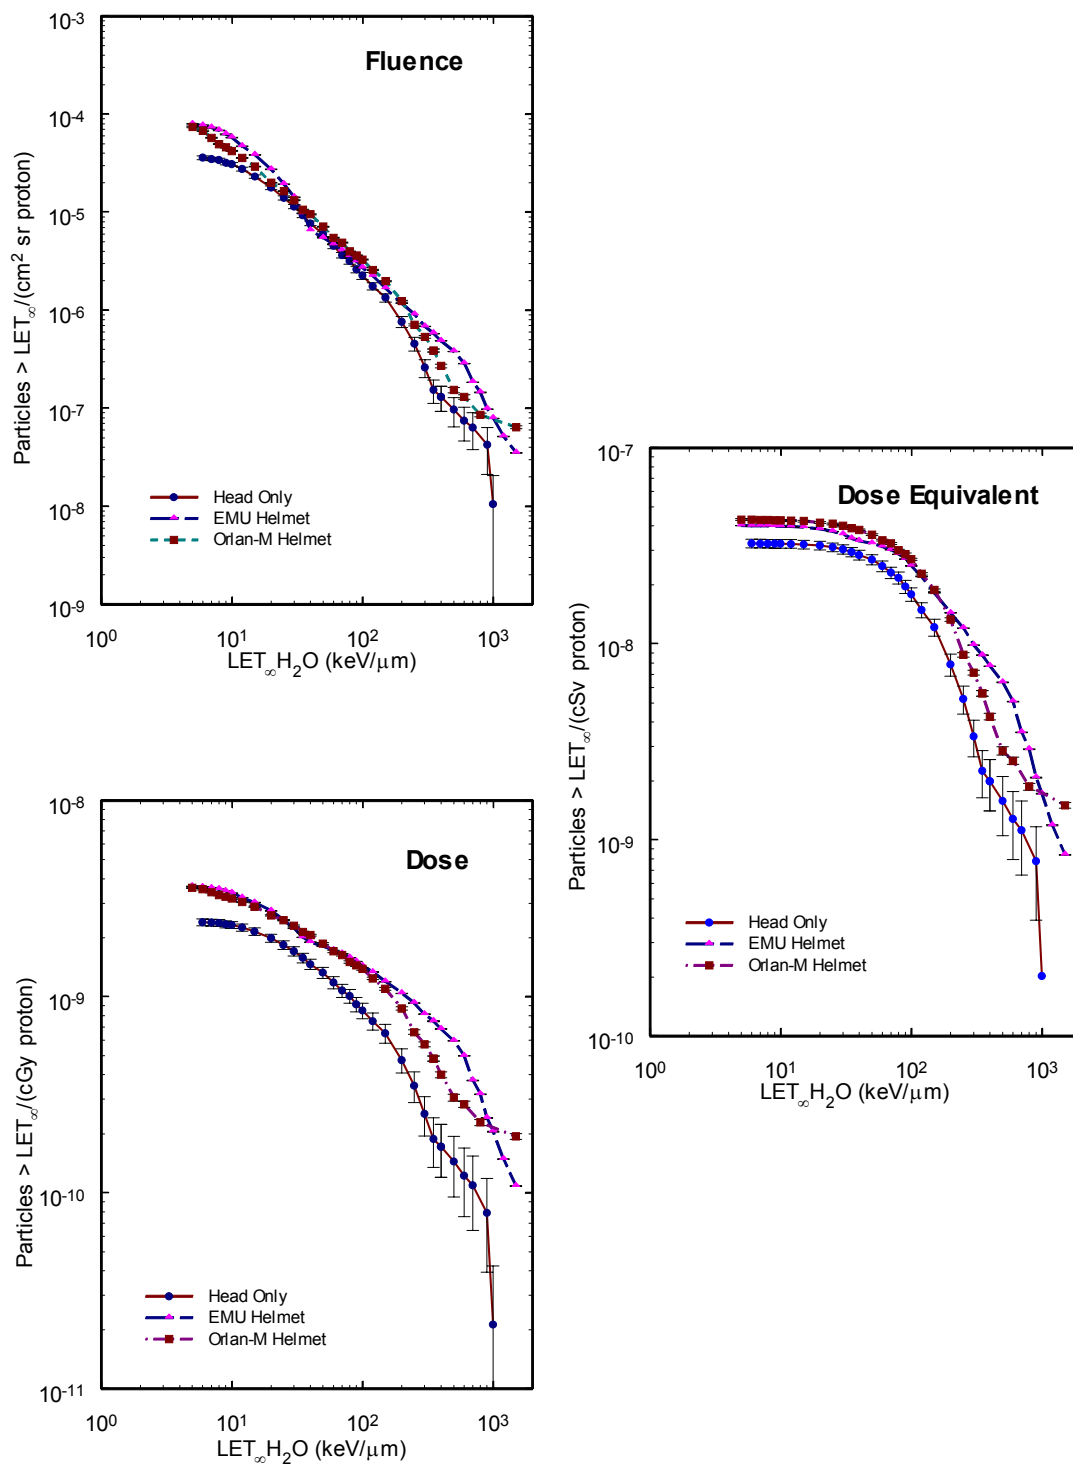 Fluence
10-3
10-4
10-5
10-6
10-7
10-8
10-9
Particles > LET∞/(cm2 sr proton)
Head Only
EMU Helmet
Orlan-M Helmet
100 101 102 103
LET∞H2O (keV/μm)
Dose Equivalent
10-7
10-8
10-9
10-10
Particles > LET∞/(cSv proton)
Head Only
EMU Helmet
Orlan-M Helmet
100 101 102 103
LET∞H2O (keV/μm)
Dose
10-8
10-9
10-10
10-11
Particles > LET∞/(cGy proton)
Head Only
EMU Helmet
Orlan-M Helmet
100 101 102 103
LET∞H2O (keV/μm)